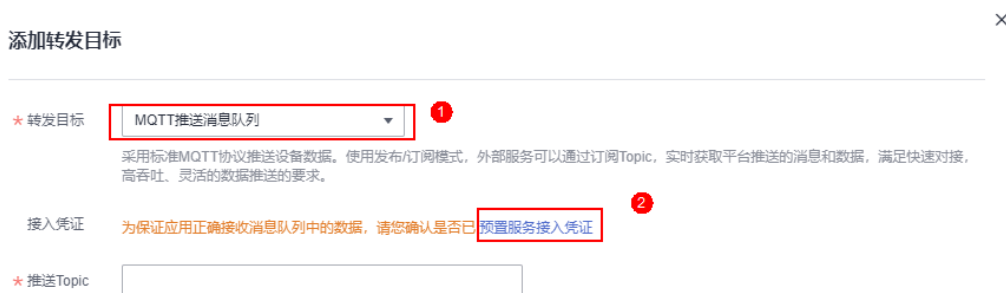 添加转发目标
* 转发目标 MQTT推送消息队列 1
采用标准MQTT协议推送设备数据。使用发布/订阅模式，外部服务可以通过订阅Topic，实时获取平台推送的消息和数据，满足快速对接，
高吞吐、灵活的数据推送的要求。
2
接入凭证 为保证应用正确接收消息队列中的数据，请您确认是否已 预置服务接入凭证
* 推送Topic